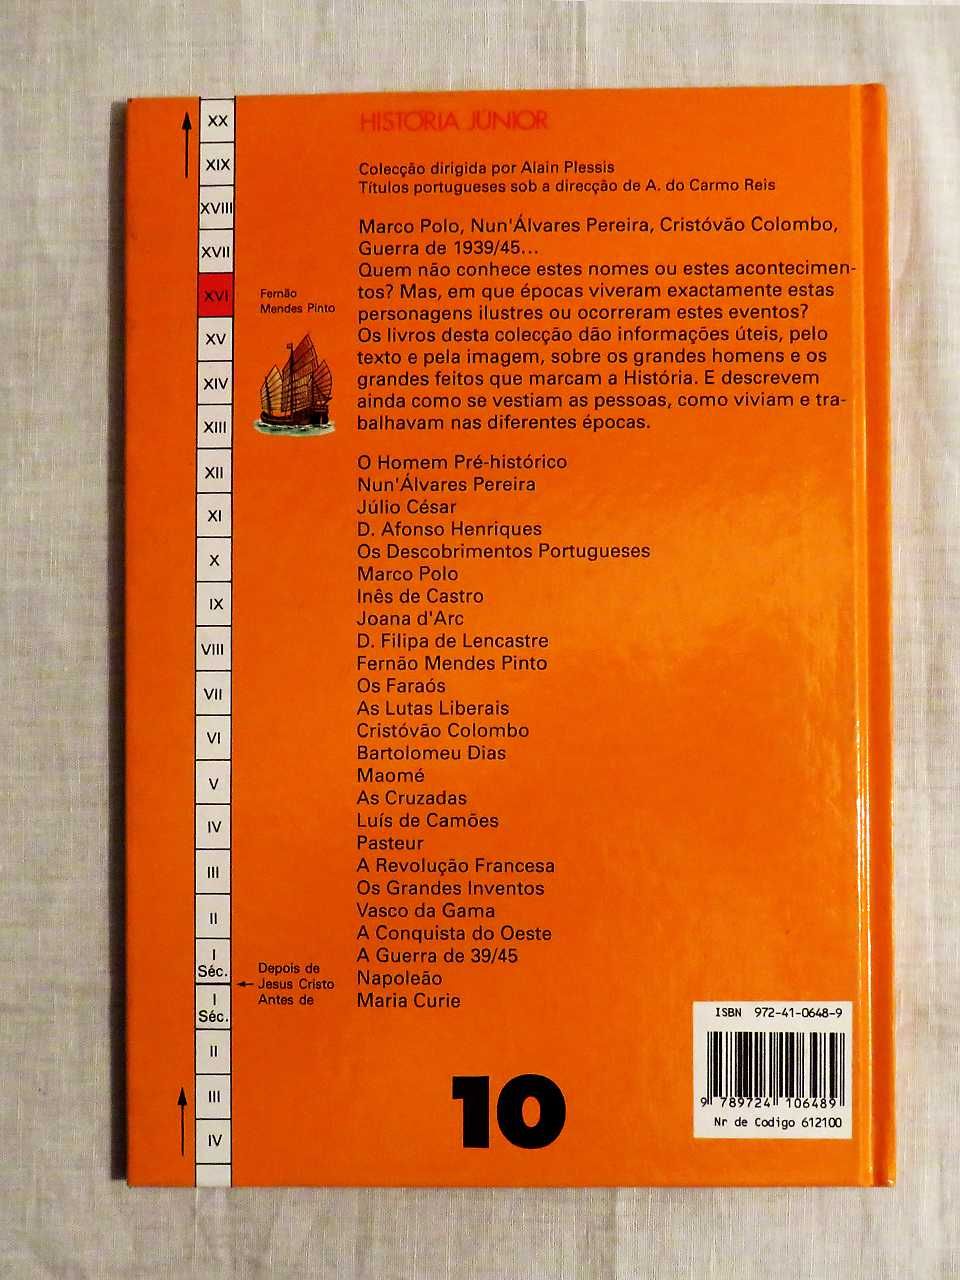 HISTÓRIA JÚNIOR
Colecção dirigida por Alain Plessis
Títulos portugueses sob a direcção de A. do Carmo Reis
Marco Polo, Nun'Álvares Pereira, Cristóvão Colombo,
Guerra de 1939/45...
Quem não conhece estes nomes ou estes acontecimen-
tos? Mas, em que épocas viveram exactamente estas
personagens ilustres ou ocorreram estes eventos?
Os livros desta colecção dão informações úteis, pelo
texto e pela imagem, sobre os grandes homens e os
grandes feitos que marcam a História. E descrevem
ainda como se vestiam as pessoas, como viviam e tra-
balhavam nas diferentes épocas.
O Homem Pré-histórico
Nun'Álvares Pereira
Júlio César
D. Afonso Henriques
Os Descobrimentos Portugueses
Marco Polo
Inês de Castro
Joana d'Arc
D. Filipa de Lencastre
Fernão Mendes Pinto
Os Faraós
As Lutas Liberais
Cristóvão Colombo
Bartolomeu Dias
Maomé
As Cruzadas
Luís de Camões
Pasteur
A Revolução Francesa
Os Grandes Inventos
Vasco da Gama
A Conquista do Oeste
A Guerra de 39/45
Napoleão
Maria Curie
XX
XIX
XVIII
XVII
XVI
Fernão
Mendes Pinto
XV
XIV
XIII
XII
XI
X
IX
VIII
VII
VI
V
IV
III
II
I
Séc.
Depois de
Jesus Cristo
Antes de
I
Séc.
II
III
IV
10
ISBN 972-41-0648-9
9 789724 106489
Nr de Codigo 612100